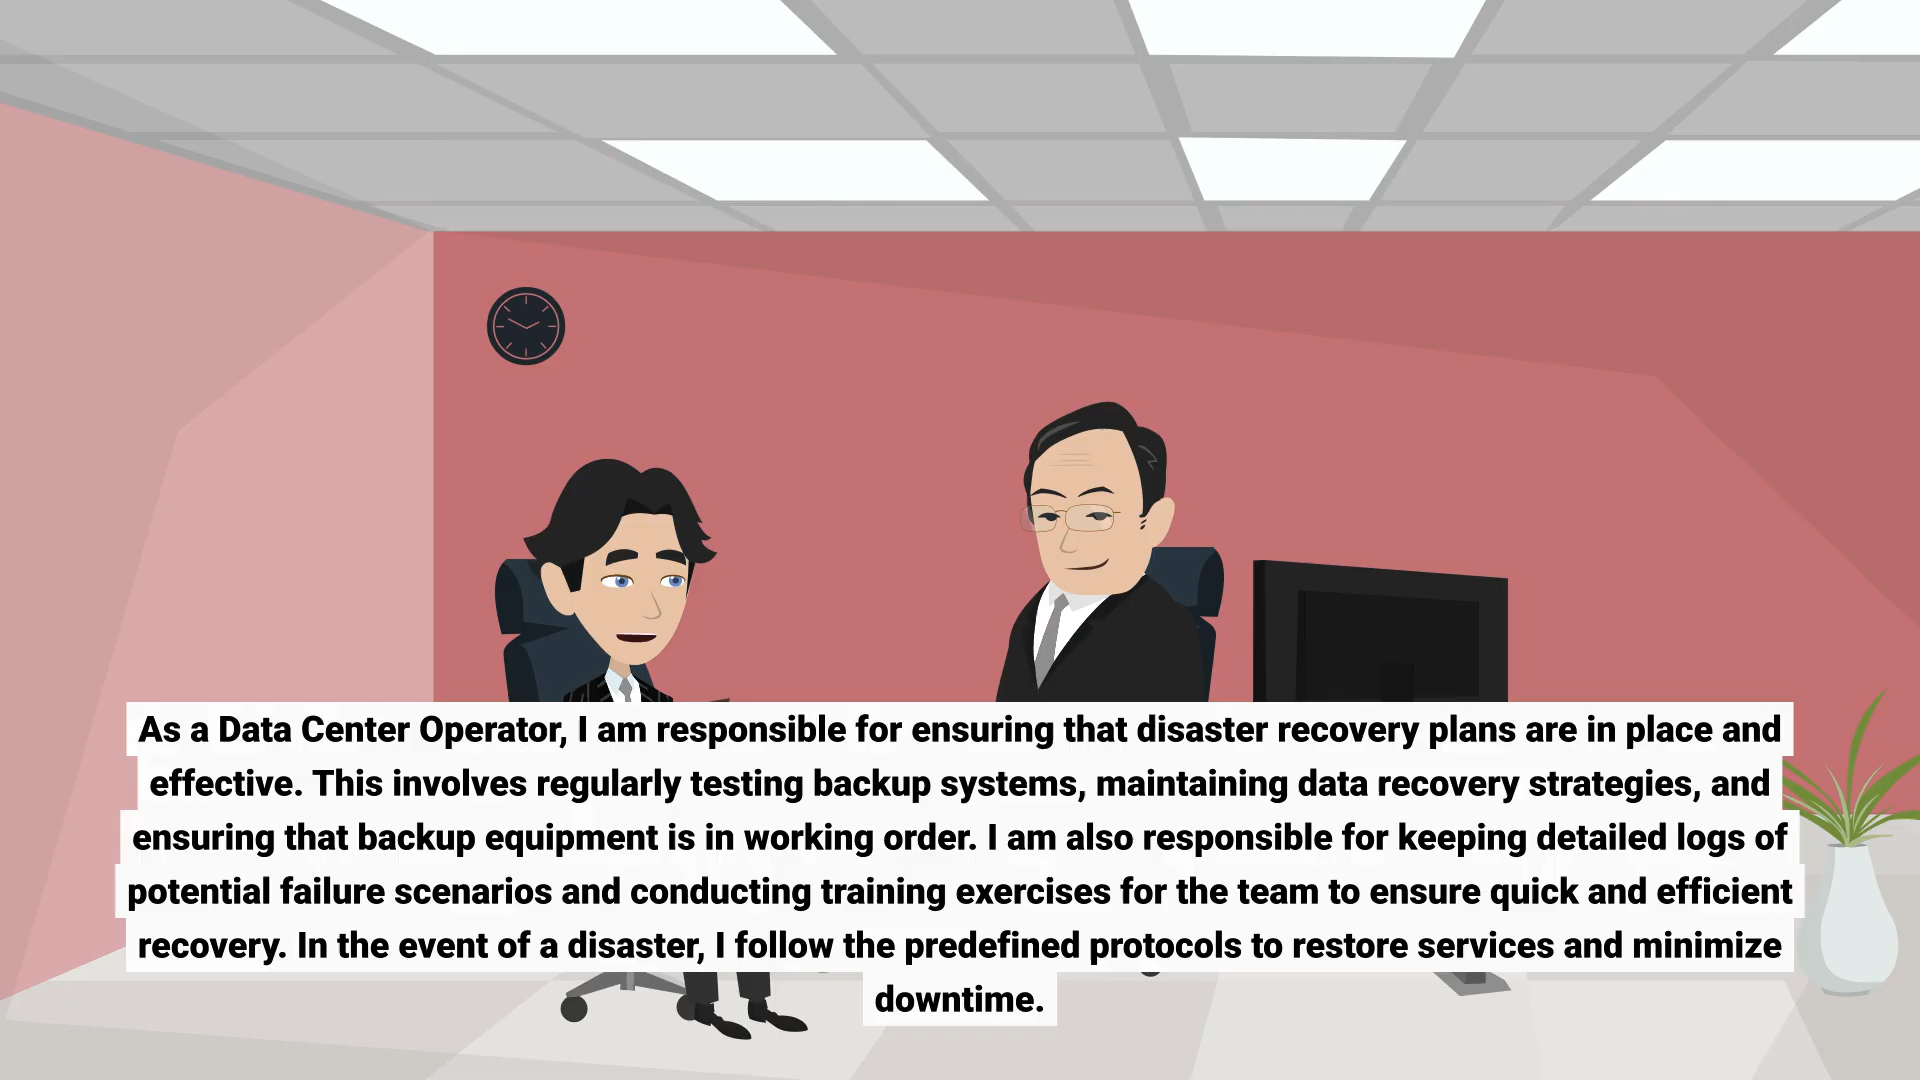 As a Data Center Operator, I am responsible for ensuring that disaster recovery plans are in place and
effective. This involves regularly testing backup systems, maintaining data recovery strategies, and
ensuring that backup equipment is in working order. I am also responsible for keeping detailed logs of
potential failure scenarios and conducting training exercises for the team to ensure quick and efficient
recovery. In the event of a disaster, I follow the predefined protocols to restore services and minimize
downtime.